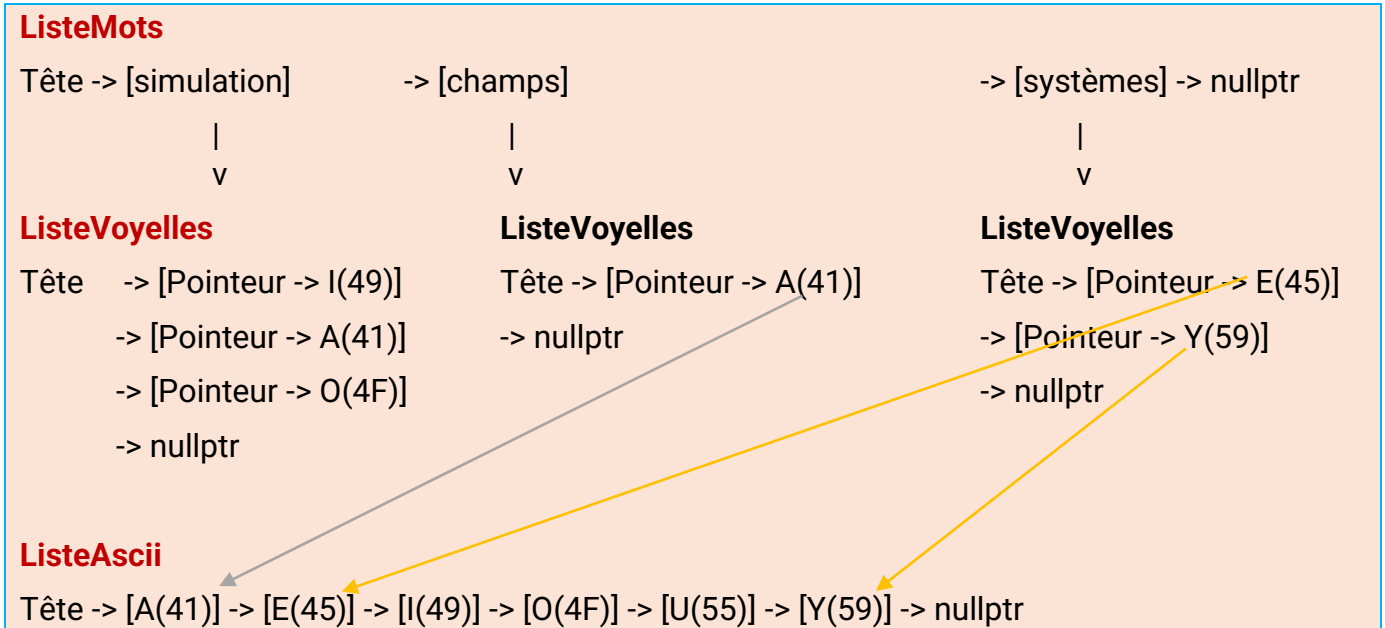 ListeMots
Tête -> [simulation] -> [champs] -> [systèmes] -> nullptr
| | |
v v v
ListeVoyelles ListeVoyelles ListeVoyelles
Tête -> [Pointeur -> I(49)] Tête -> [Pointeur -> A(41)] Tête -> [Pointeur -> E(45)]
-> [Pointeur -> A(41)] -> nullptr -> [Pointeur -> Y(59)]
-> [Pointeur -> O(4F)] -> nullptr
-> nullptr
ListeAscii
Tête -> [A(41)] -> [E(45)] -> [I(49)] -> [O(4F)] -> [U(55)] -> [Y(59)] -> nullptr